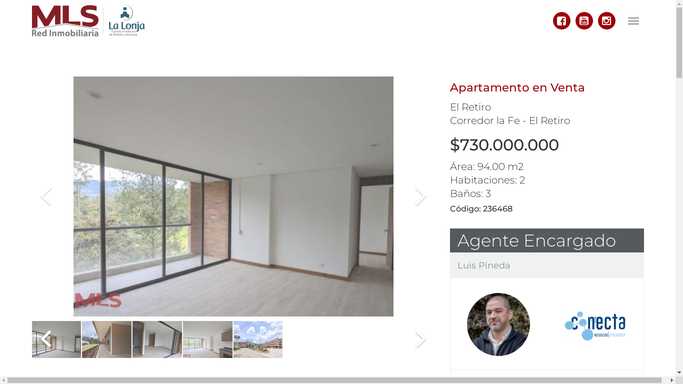 MLS
Red Inmobiliaria
La Lonja
Apartamento en Venta
El Retiro
Corredor la Fe - El Retiro
$730.000.000
Área: 94.00 m2
Habitaciones: 2
Baños: 3
Código: 236468
MLS
Agente Encargado
Luis Pineda
conecta